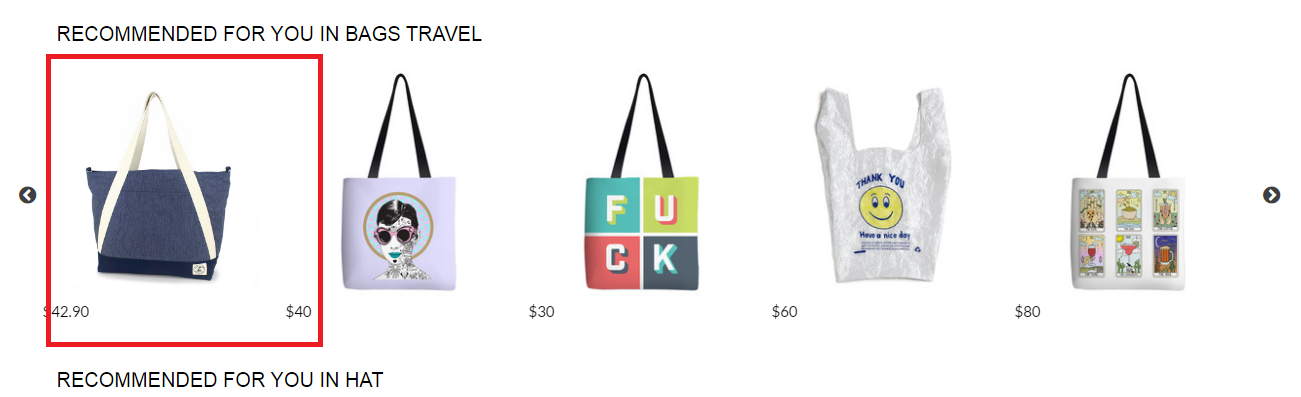 RECOMMENDED FOR YOU IN BAGS TRAVEL
THANK YOU
Have a nice day
F U
C K
$42.90
$40
$30
$60
$80
RECOMMENDED FOR YOU IN HAT